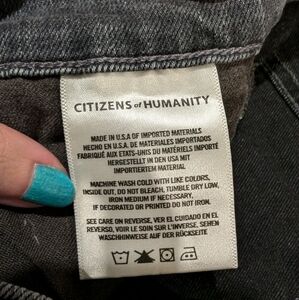 CITIZENS of HUMANITY
MADE IN U.S.A OF IMPORTED MATERIALS
HECHO EN U.S.A. DE MATERIALES IMPORTADOS
FABRIQUÉ AUX ETATS-UNIS DU MATÉRIELS IMPORTÉ
HERGESTELLT IN DEN USA MIT
IMPORTIERTEM MATERIAL
MACHINE WASH COLD WITH LIKE COLORS,
INSIDE OUT, DO NOT BLEACH, TUMBLE DRY LOW,
IRON MEDIUM IF NECESSARY,
IF DECORATED OR PRINTED DO NOT IRON.
SEE CARE ON REVERSE, VER EL CUIDADO EN EL
REVERSO, VOIR LE SOIN SUR L'INVERSE, SEHEN
WASCHHINWEISE AUF DER RÜCKSEITE